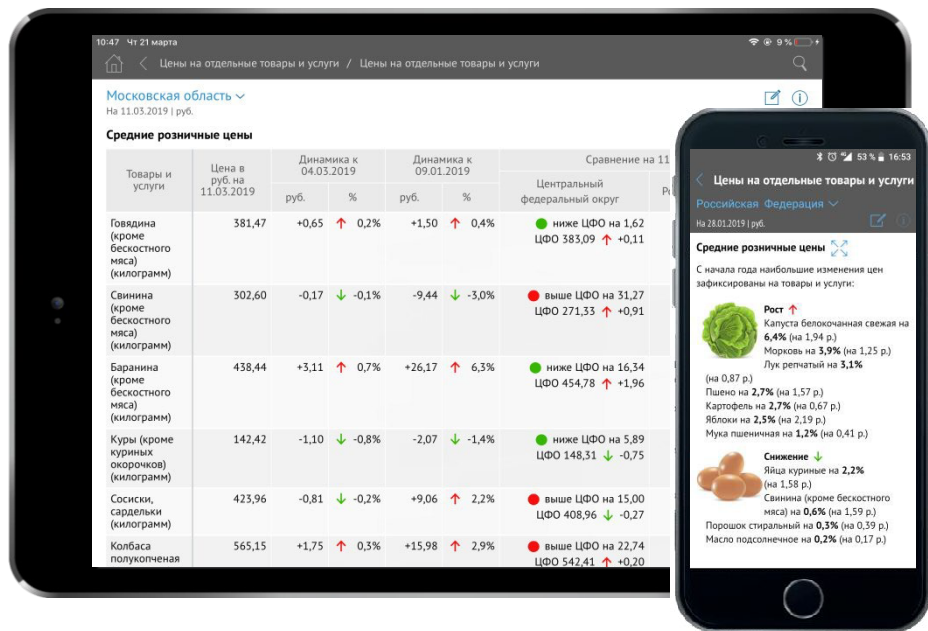 10:47 Чт 21 марта
9 %
Цены на отдельные товары и услуги / Цены на отдельные товары и услуги
Московская область
На 11.03.2019 | руб.
Средние розничные цены
Товары и
услуги
Цена в
руб. на
11.03.2019
Динамика к
04.03.2019
руб. %
Динамика к
09.01.2019
руб. %
Сравнение на 11
Центральный
федеральный округ
Говядина
(кроме
бескостного
мяса)
(килограмм)
381,47 +0,65 0,2% +1,50 0,4% ниже ЦФО на 1,62
ЦФО 383,09 +0,11
Свинина
(кроме
бескостного
мяса)
(килограмм)
302,60 -0,17 -0,1% -9,44 -3,0% выше ЦФО на 31,27
ЦФО 271,33 +0,91
Баранина
(кроме
бескостного
мяса)
(килограмм)
438,44 +3,11 0,7% +26,17 6,3% ниже ЦФО на 16,34
ЦФО 454,78 +1,96
Куры (кроме
куриных
окорочков)
(килограмм)
142,42 -1,10 -0,8% -2,07 -1,4% ниже ЦФО на 5,89
ЦФО 148,31 -0,75
Сосиски,
сардельки
(килограмм)
423,96 -0,81 -0,2% +9,06 2,2% выше ЦФО на 15,00
ЦФО 408,96 -0,27
Колбаса
полукопченая
565,15 +1,75 0,3% +15,98 2,9% выше ЦФО на 22,74
ЦФО 542,41 +0,20
53 % 16:53
Цены на отдельные товары и услуги
Российская Федерация
На 28.01.2019 | руб.
Средние розничные цены
С начала года наибольшие изменения цен
зафиксированы на товары и услуги:
Рост
Капуста белокочанная свежая на
6,4% (на 1,94 р.)
Морковь на 3,9% (на 1,25 р.)
Лук репчатый на 3,1%
(на 0,87 р.)
Пшено на 2,7% (на 1,57 р.)
Картофель на 2,7% (на 0,67 р.)
Яблоки на 2,5% (на 2,19 р.)
Мука пшеничная на 1,2% (на 0,41 р.)
Снижение
Яйца куриные на 2,2%
(на 1,58 р.)
Свинина (кроме бескостного
мяса) на 0,6% (на 1,59 р.)
Порошок стиральный на 0,3% (на 0,39 р.)
Масло подсолнечное на 0,2% (на 0,17 р.)